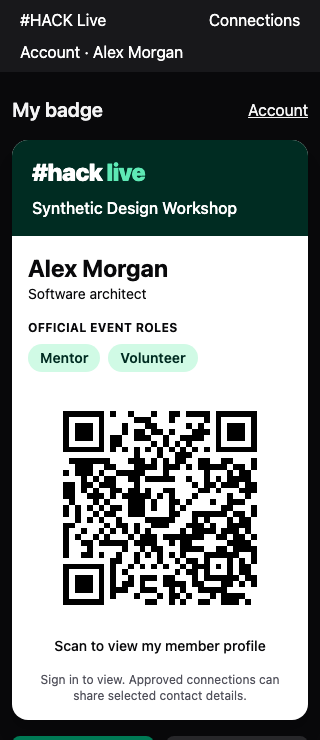 #HACK Live
Connections
Account · Alex Morgan
My badge
Account
#hack live
Synthetic Design Workshop
Alex Morgan
Software architect
OFFICIAL EVENT ROLES
Mentor
Volunteer
Scan to view my member profile
Sign in to view. Approved connections can
share selected contact details.